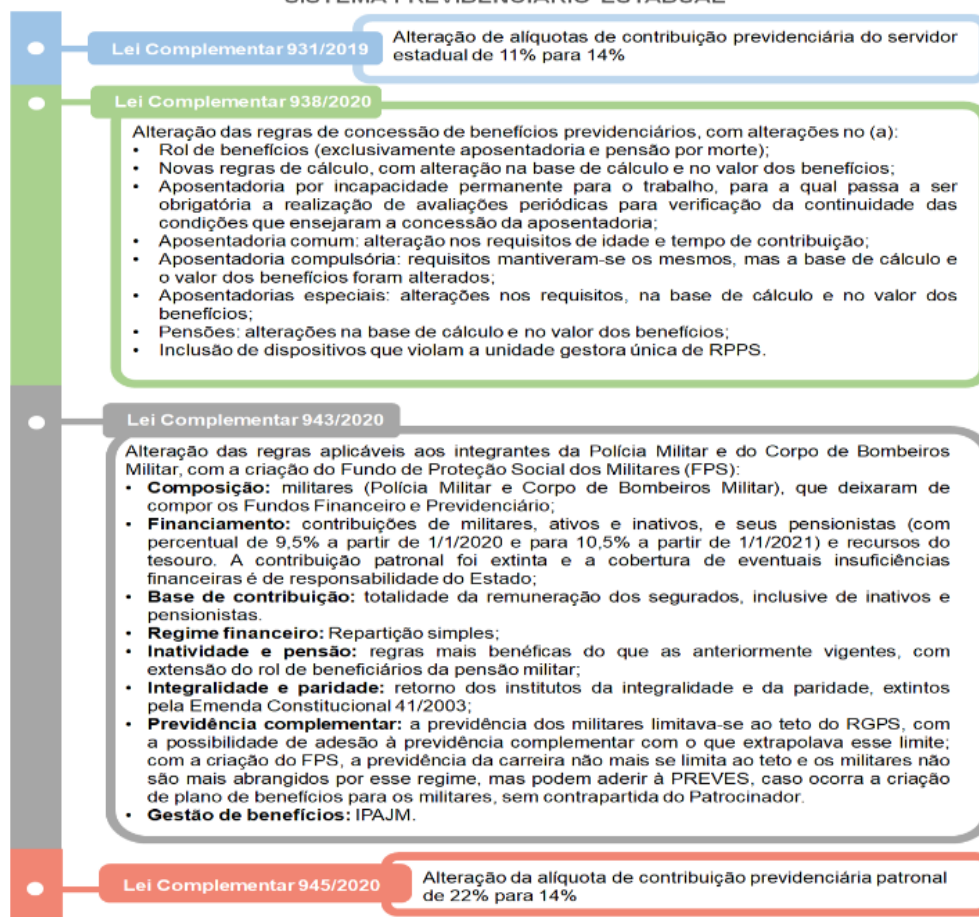 SISTEMA PREVIDENCIÁRIO ESTADUAL
Lei Complementar 931/2019
Alteração de alíquotas de contribuição previdenciária do servidor
estadual de 11% para 14%
Lei Complementar 938/2020
Alteração das regras de concessão de benefícios previdenciários, com alterações no (a):
• Rol de benefícios (exclusivamente aposentadoria e pensão por morte);
• Novas regras de cálculo, com alteração na base de cálculo e no valor dos benefícios;
• Aposentadoria por incapacidade permanente para o trabalho, para a qual passa a ser
obrigatória a realização de avaliações periódicas para verificação da continuidade das
condições que ensejaram a concessão da aposentadoria;
• Aposentadoria comum: alteração nos requisitos de idade e tempo de contribuição;
• Aposentadoria compulsória: requisitos mantiveram-se os mesmos, mas a base de cálculo e
o valor dos benefícios foram alterados;
• Aposentadorias especiais: alterações nos requisitos, na base de cálculo e no valor dos
benefícios;
• Pensões: alterações na base de cálculo e no valor dos benefícios;
• Inclusão de dispositivos que violam a unidade gestora única de RPPS.
Lei Complementar 943/2020
Alteração das regras aplicáveis aos integrantes da Polícia Militar e do Corpo de Bombeiros
Militar, com a criação do Fundo de Proteção Social dos Militares (FPS):
• Composição: militares (Polícia Militar e Corpo de Bombeiros Militar), que deixaram de
compor os Fundos Financeiro e Previdenciário;
• Financiamento: contribuições de militares, ativos e inativos, e seus pensionistas (com
percentual de 9,5% a partir de 1/1/2020 e para 10,5% a partir de 1/1/2021) e recursos do
tesouro. A contribuição patronal foi extinta e a cobertura de eventuais insuficiências
financeiras é de responsabilidade do Estado;
• Base de contribuição: totalidade da remuneração dos segurados, inclusive de inativos e
pensionistas.
• Regime financeiro: Repartição simples;
• Inatividade e pensão: regras mais benéficas do que as anteriormente vigentes, com
extensão do rol de beneficiários da pensão militar;
• Integralidade e paridade: retorno dos institutos da integralidade e da paridade, extintos
pela Emenda Constitucional 41/2003;
• Previdência complementar: a previdência dos militares limitava-se ao teto do RGPS, com
a possibilidade de adesão à previdência complementar com o que extrapolava esse limite;
com a criação do FPS, a previdência da carreira não mais se limita ao teto e os militares não
são mais abrangidos por esse regime, mas podem aderir à PREVES, caso ocorra a criação
de plano de benefícios para os militares, sem contrapartida do Patrocinador.
• Gestão de benefícios: IPAJM.
Lei Complementar 945/2020
Alteração da alíquota de contribuição previdenciária patronal
de 22% para 14%